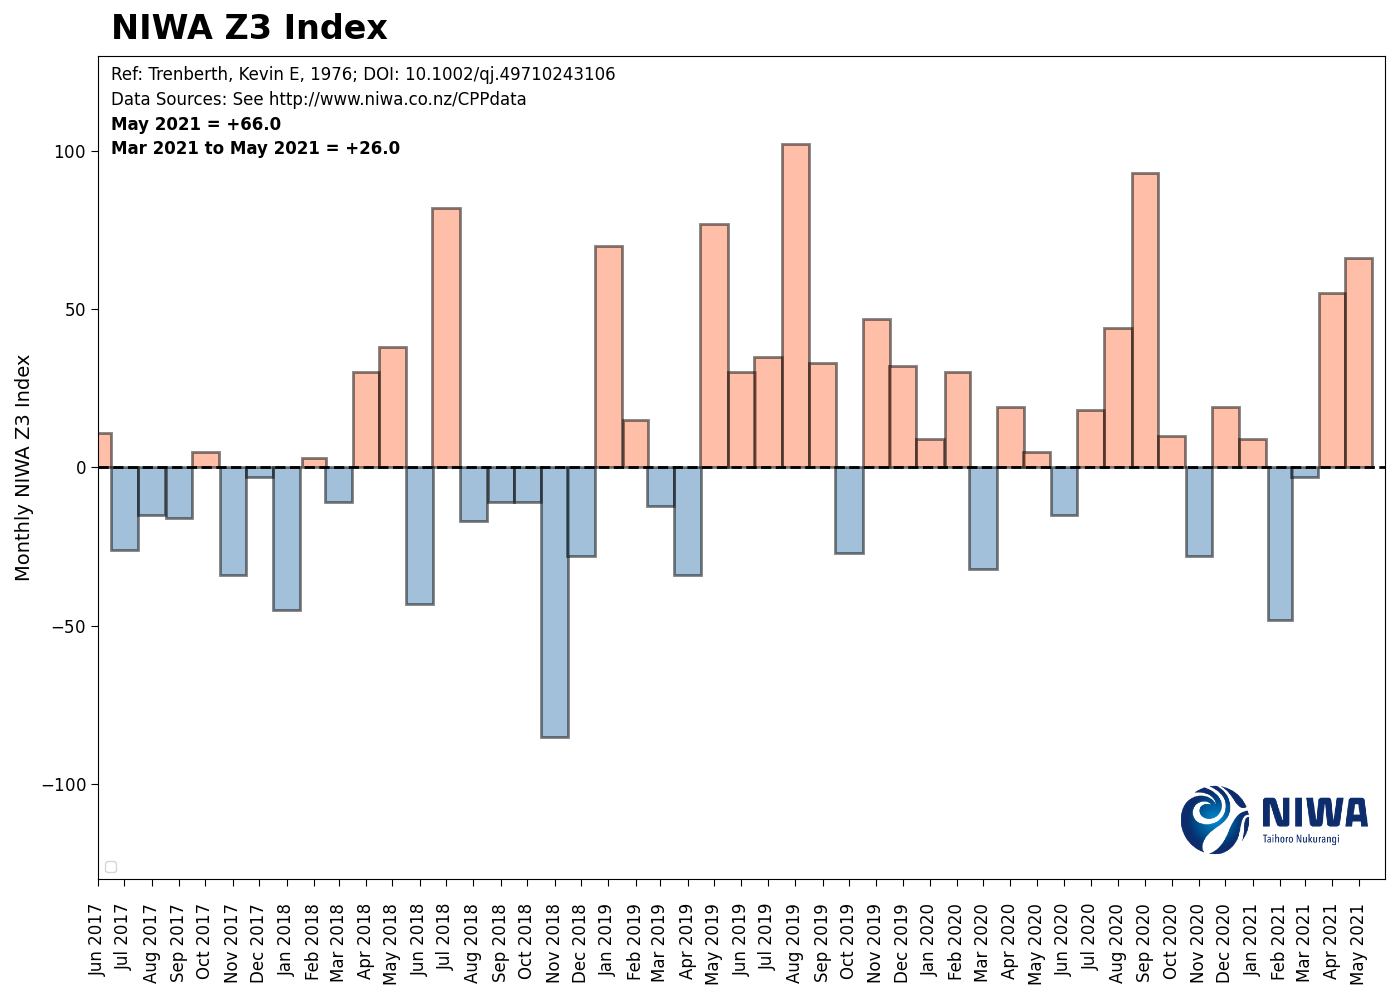 NIWA Z3 Index
Ref: Trenberth, Kevin E, 1976; DOI: 10.1002/qj.49710243106
Data Sources: See http://www.niwa.co.nz/CPPdata
May 2021 = +66.0
Mar 2021 to May 2021 = +26.0
Monthly NIWA Z3 Index
100
50
0
−50
−100
NIWA
Taihoro Nukurangi
Jun 2017
Jul 2017
Aug 2017
Sep 2017
Oct 2017
Nov 2017
Dec 2017
Jan 2018
Feb 2018
Mar 2018
Apr 2018
May 2018
Jun 2018
Jul 2018
Aug 2018
Sep 2018
Oct 2018
Nov 2018
Dec 2018
Jan 2019
Feb 2019
Mar 2019
Apr 2019
May 2019
Jun 2019
Jul 2019
Aug 2019
Sep 2019
Oct 2019
Nov 2019
Dec 2019
Jan 2020
Feb 2020
Mar 2020
Apr 2020
May 2020
Jun 2020
Jul 2020
Aug 2020
Sep 2020
Oct 2020
Nov 2020
Dec 2020
Jan 2021
Feb 2021
Mar 2021
Apr 2021
May 2021